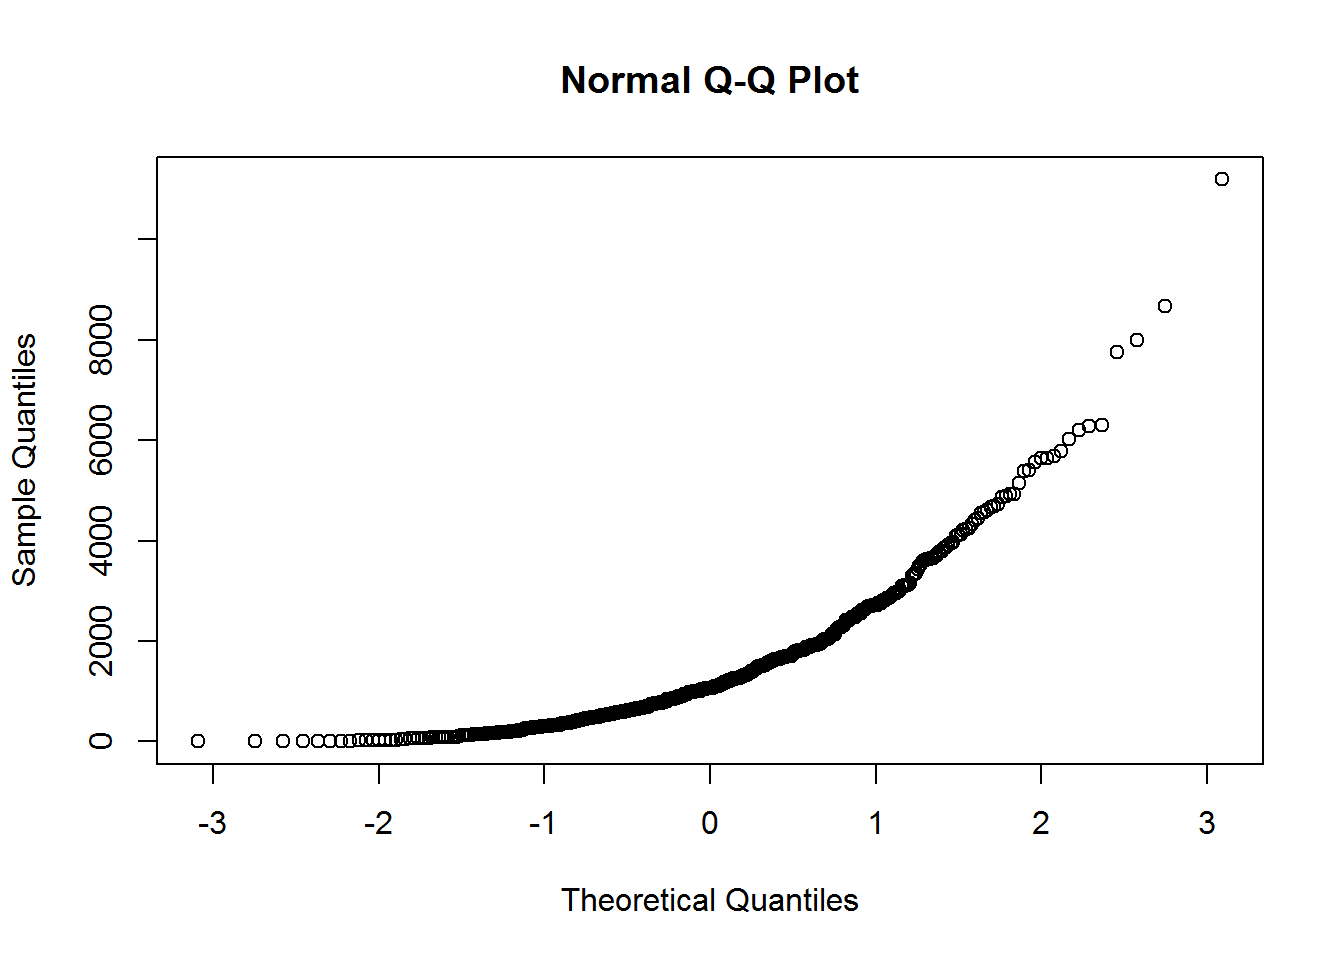 Normal Q-Q Plot
Sample Quantiles
8000
6000
4000
2000
0
-3 -2 -1 0 1 2 3
Theoretical Quantiles